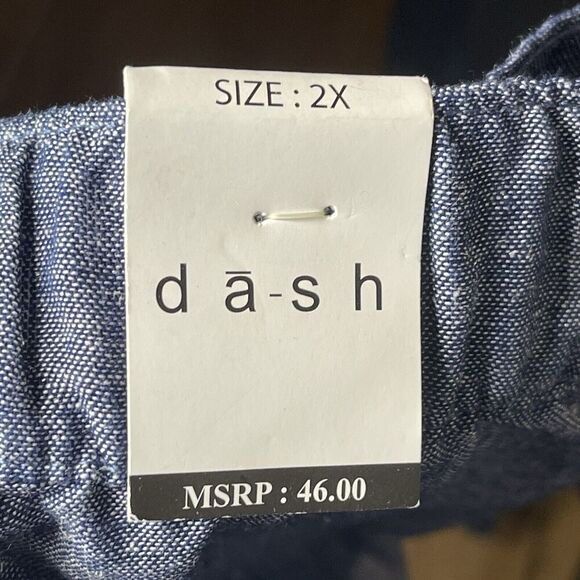 SIZE : 2X
dā-sh
MSRP : 46.00